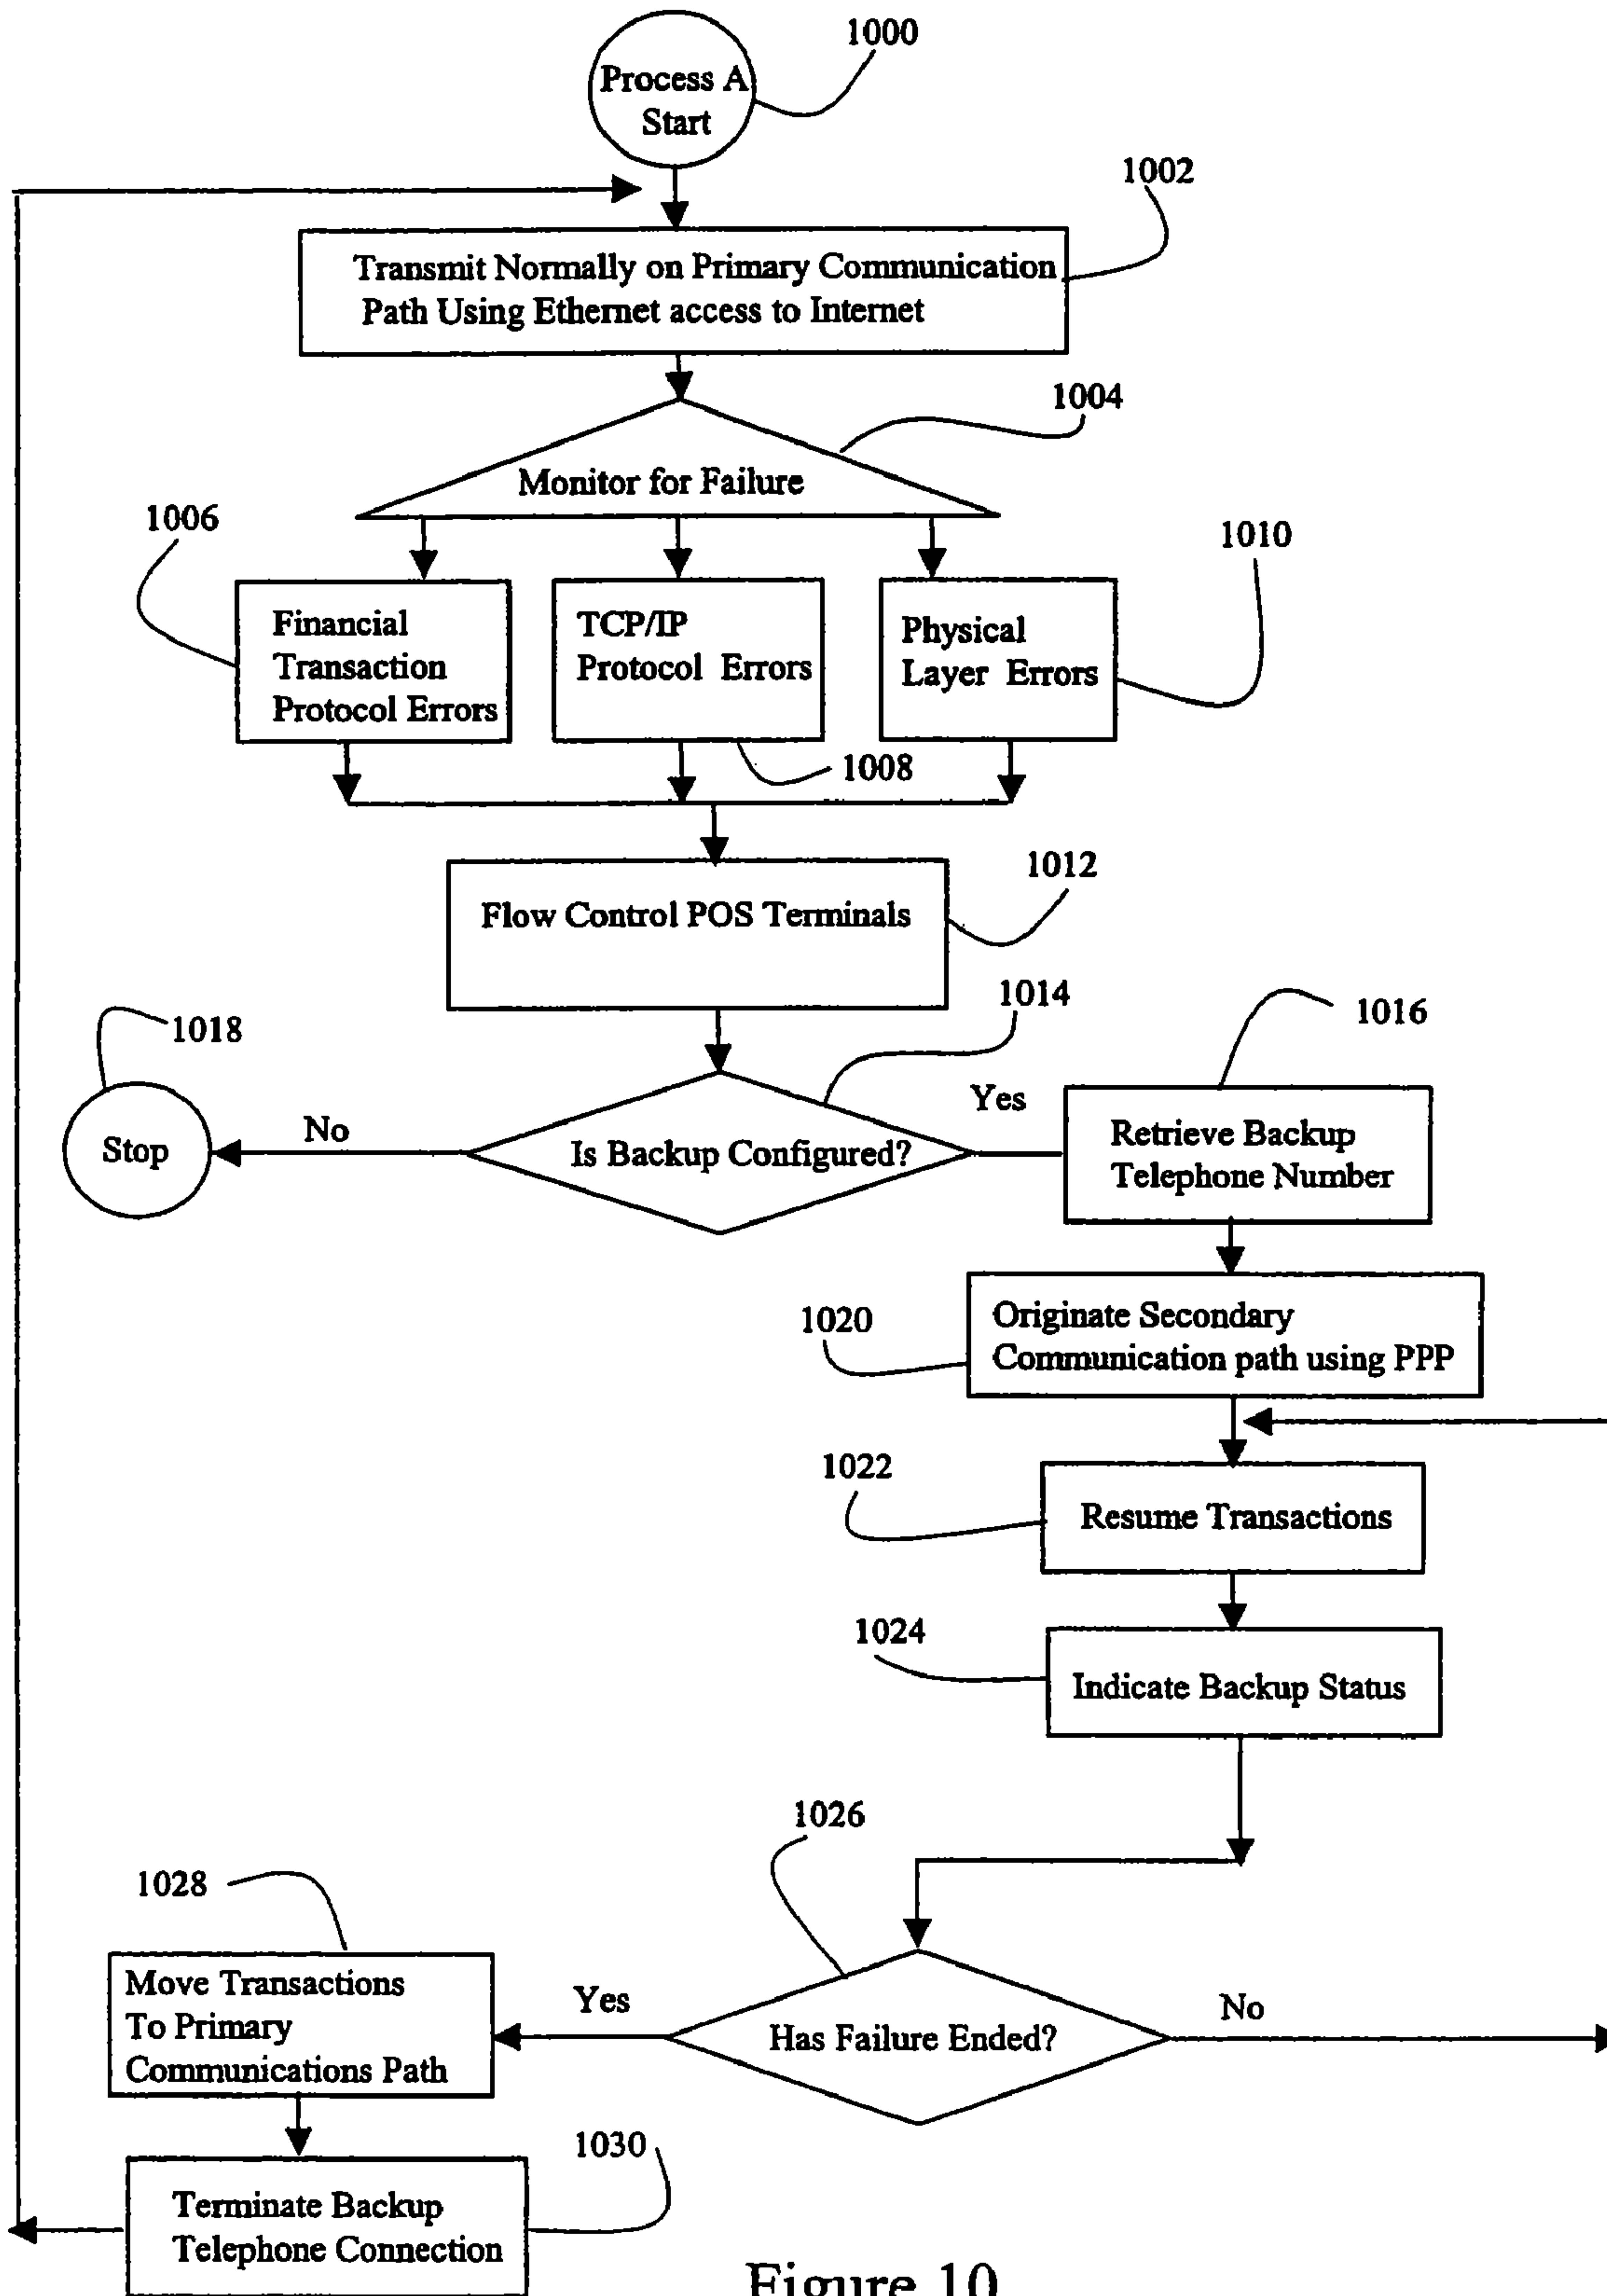 1000
Process A
Start
1002
Transmit Normally on Primary Communication
Path Using Ethernet access to Internet
1004
Monitor for Failure
1006
1010
Financial
Transaction
Protocol Errors
TCP/IP
Protocol Errors
Physical
Layer Errors
1008
1012
Flow Control POS Terminals
1014
1016
1018
Stop
No
Is Backup Configured?
Yes
Retrieve Backup
Telephone Number
1020
Originate Secondary
Communication path using PPP
1022
Resume Transactions
1024
Indicate Backup Status
1026
1028
Move Transactions
To Primary
Communications Path
Yes
Has Failure Ended?
No
1030
Terminate Backup
Telephone Connection
Figure 10